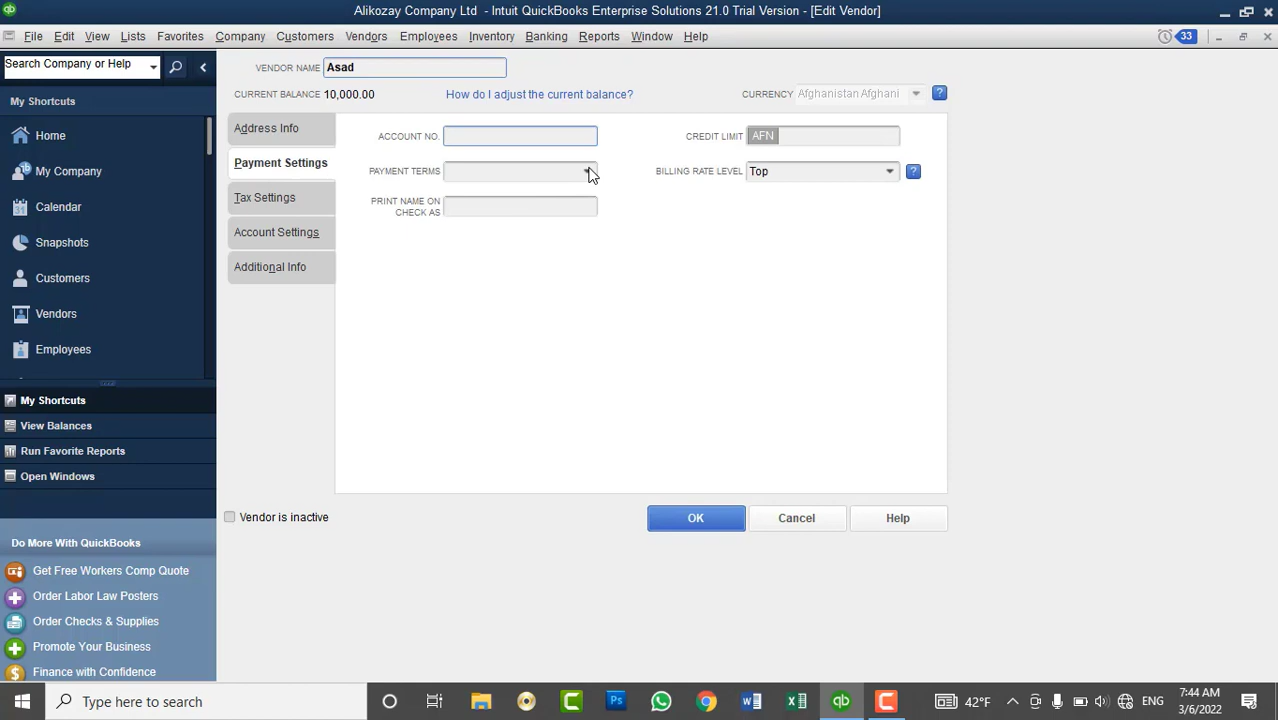 Alikozay Company Ltd - Intuit QuickBooks Enterprise Solutions 21.0 Trial Version - [Edit Vendor]
File Edit View Lists Favorites Company Customers Vendors Employees Inventory Banking Reports Window Help 33
Search Company or Help
My Shortcuts
Home
My Company
Calendar
Snapshots
Customers
Vendors
Employees
My Shortcuts
View Balances
Run Favorite Reports
Open Windows
Do More With QuickBooks
Get Free Workers Comp Quote
Order Labor Law Posters
Order Checks & Supplies
Promote Your Business
Finance with Confidence
VENDOR NAME Asad
CURRENT BALANCE 10,000.00 How do I adjust the current balance? CURRENCY Afghanistan Afghani ?
Address Info
Payment Settings
Tax Settings
Account Settings
Additional Info
ACCOUNT NO. CREDIT LIMIT AFN
PAYMENT TERMS BILLING RATE LEVEL Top ?
PRINT NAME ON
CHECK AS
Vendor is inactive OK Cancel Help
Type here to search
42°F ENG
7:44 AM
3/6/2022